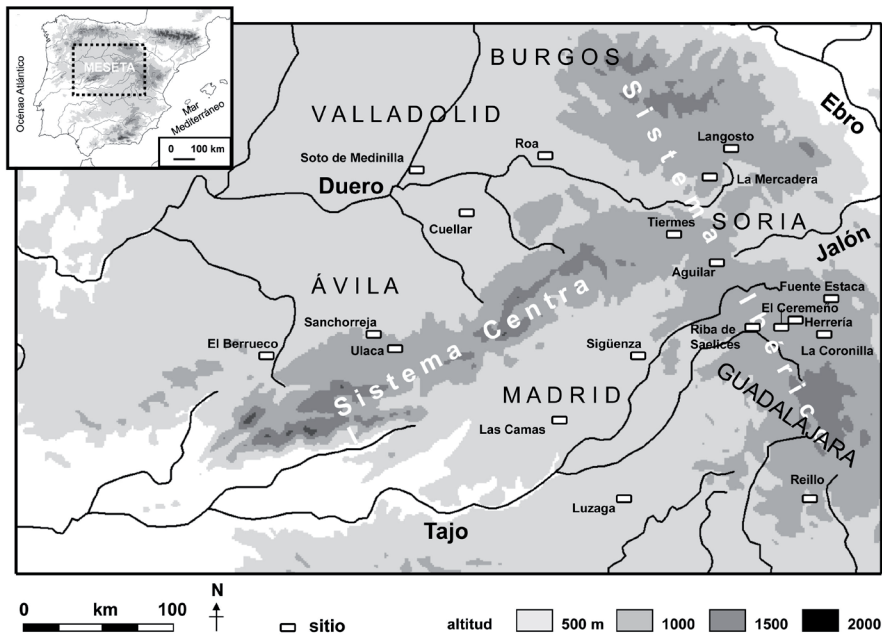 MESETA
Océnao Atlántico
Mar
Mediterráneo
0 100 km
BURGOS
VALLADOLID
Sistema
Ebro
Langosto
Roa
Soto de Medinilla
La Mercadera
Duero
Cuellar
Tiermes
SORIA
Jalón
Aguilar
ÁVILA
Fuente Estaca
Ibérico
El Ceremeño
Sanchorreja
Sistema Central
Riba de
Saelices
Herrería
El Berrueco
Ulaca
Sigüenza
La Coronilla
MADRID
GUADALAJARA
Las Camas
Reillo
Luzaga
Tajo
0 km 100
N
sitio
altitud 500 m 1000 1500 2000